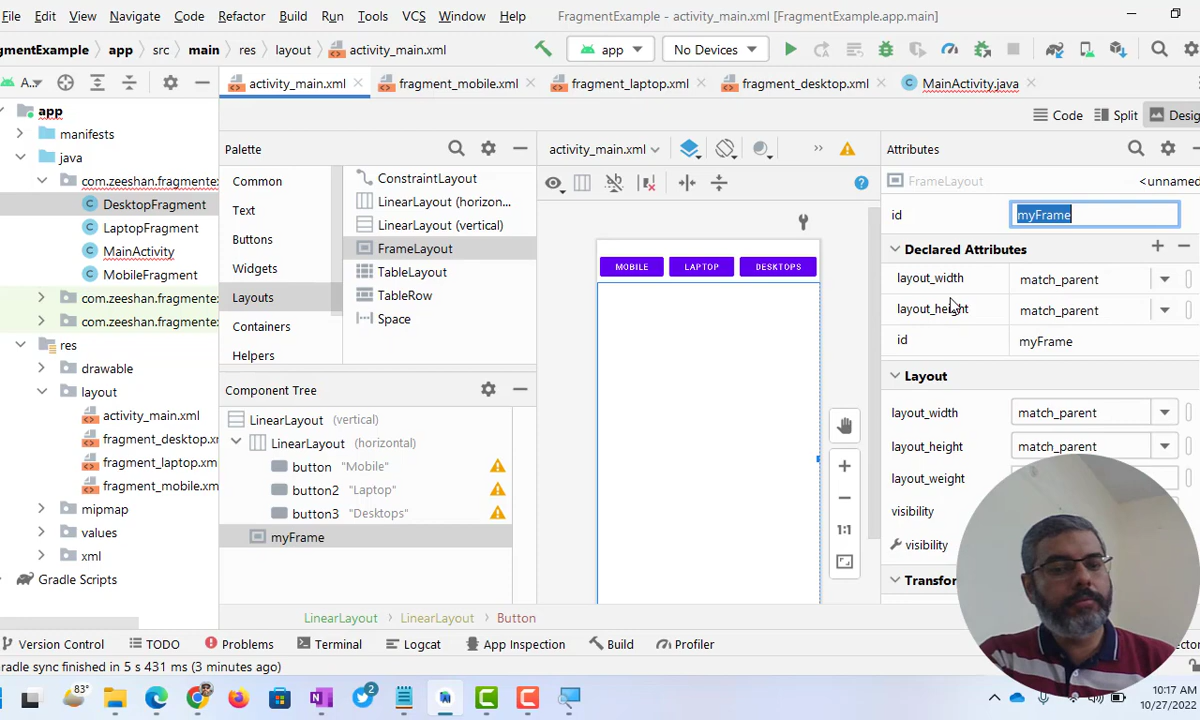 File Edit View Navigate Code Refactor Build Run Tools VCS Window Help FragmentExample - activity_main.xml [FragmentExample.app.main]
gmentExample app src main res layout activity_main.xml app No Devices
A... activity_main.xml fragment_mobile.xml fragment_laptop.xml fragment_desktop.xml MainActivity.java
app
manifests
java
com.zeeshan.fragmentex
DesktopFragment
LaptopFragment
MainActivity
MobileFragment
com.zeeshan.fragmentex
com.zeeshan.fragmentex
res
drawable
layout
activity_main.xml
fragment_desktop.xr
fragment_laptop.xm
fragment_mobile.xm
mipmap
values
xml
Gradle Scripts
Code Split Desig
Palette
Common
Text
Buttons
Widgets
Layouts
Containers
Helpers
ConstraintLayout
LinearLayout (horizon...
LinearLayout (vertical)
FrameLayout
TableLayout
TableRow
Space
Component Tree
LinearLayout (vertical)
LinearLayout (horizontal)
button "Mobile"
button2 "Laptop"
button3 "Desktops"
myFrame
activity_main.xml
MOBILE LAPTOP DESKTOPS
1:1
Attributes
FrameLayout <unnamed
id myFrame
Declared Attributes
layout_width match_parent
layout_height match_parent
id myFrame
Layout
layout_width match_parent
layout_height match_parent
layout_weight
visibility
visibility
Transfor
LinearLayout LinearLayout Button
Version Control TODO Problems Terminal Logcat App Inspection Build Profiler
radle sync finished in 5 s 431 ms (3 minutes ago)
83° 2 10:17 AM
10/27/2022